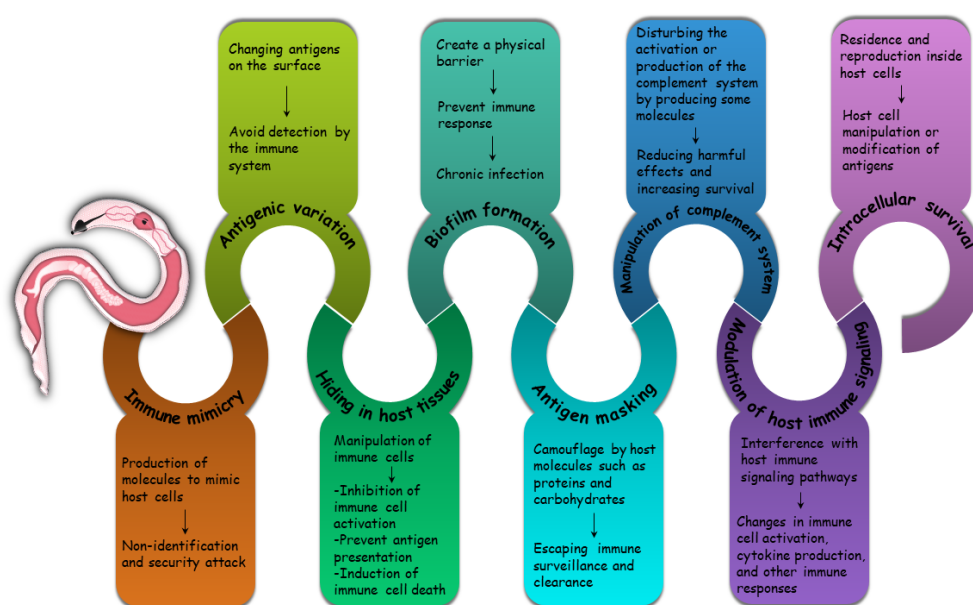 Changing antigens
on the surface
Avoid detection by
the immune
system
Antigenic variation
Create a physical
barrier
Prevent immune
response
Chronic infection
Biofilm formation
Disturbing the
activation or
production of the
complement system
by producing some
molecules
Reducing harmful
effects and
increasing survival
Manipulation of complement system
Residence and
reproduction inside
host cells
Host cell
manipulation or
modification of
antigens
Intracellular survival
Immune mimicry
Production of
molecules to mimic
host cells
Non-identification
and security attack
Hiding in host tissues
Manipulation of
immune cells
-Inhibition of
immune cell
activation
-Prevent antigen
presentation
-Induction of
immune cell death
Antigen masking
Camouflage by host
molecules such as
proteins and
carbohydrates
Escaping immune
surveillance and
clearance
Modulation of host immune signaling
Interference with
host immune
signaling pathways
Changes in immune
cell activation,
cytokine production,
and other immune
responses